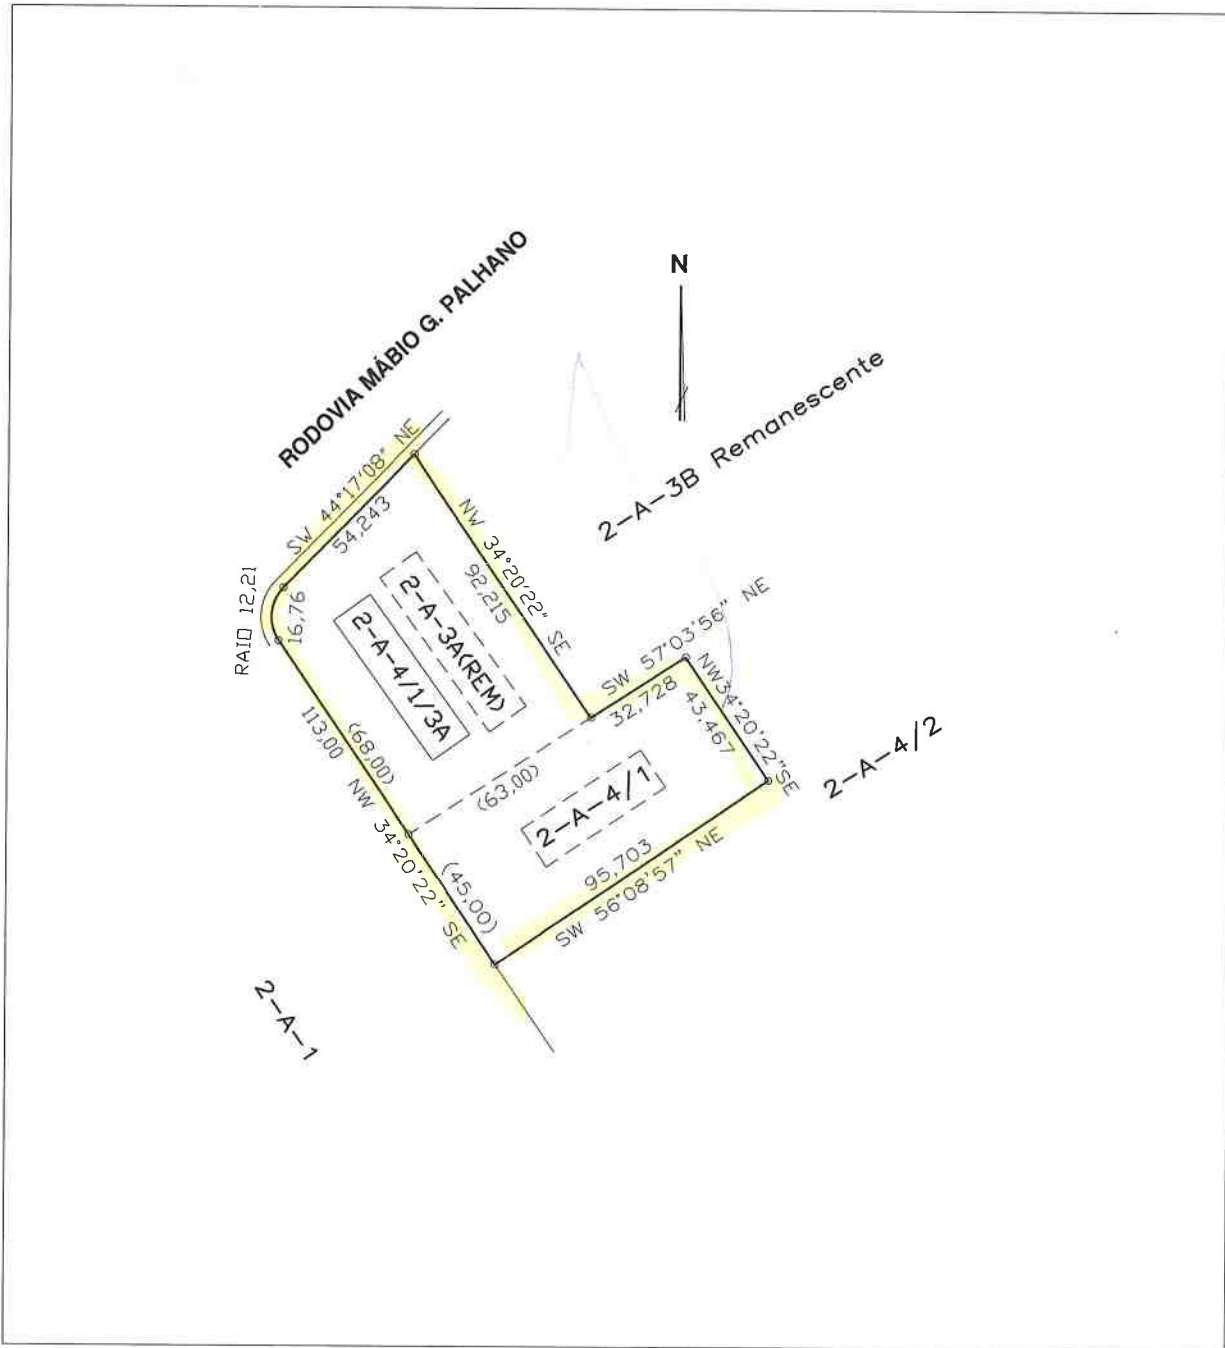 RODOVIA MÁBIO G. PALHANO
N
2-A-3B Remanescente
SW 44°17'08" NE
54,243
RAIO 12,21
16,76
NW 34°20'22" SE
92,215
2-A-3A(REM)
2-A-4/1/3A
SW 57°03'56" NE
32,728
NW34°20'22"SE
43,467
2-A-4/2
(68,00)
113,00 NW 34°20'22" SE
(63,00)
2-A-4/1
(45,00)
95,703
SW 56°08'57" NE
2-A-1